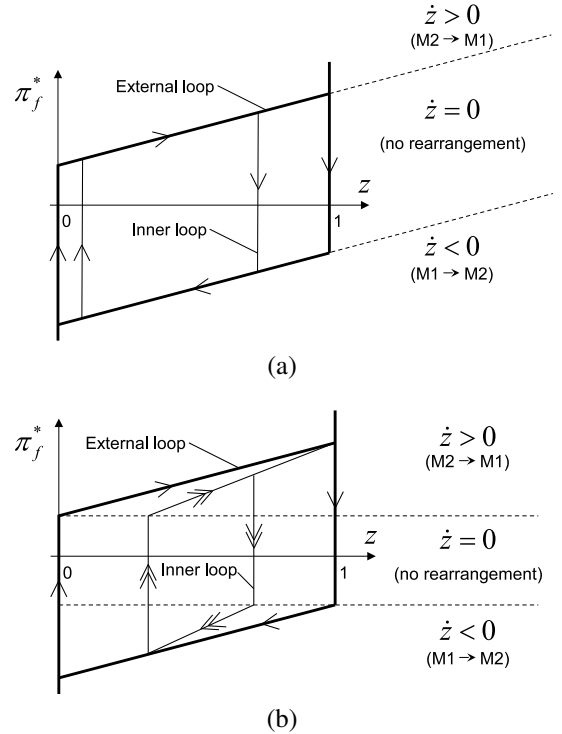 ż > 0
(M2 → M1)
π*f
External loop
ż = 0
(no rearrangement)
z
0
1
Inner loop
ż < 0
(M1 → M2)
(a)
π*f
External loop
ż > 0
(M2 → M1)
z
ż = 0
0
1
(no rearrangement)
Inner loop
ż < 0
(M1 → M2)
(b)